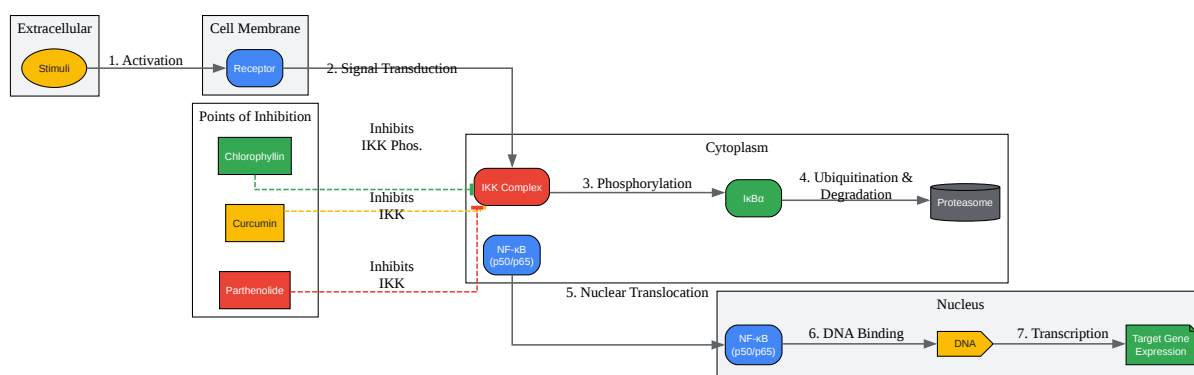 Extracellular
Stimuli
1. Activation
Cell Membrane
Receptor
2. Signal Transduction
Points of Inhibition
Chlorophyllin
Inhibits
IKK Phos.
Curcumin
Inhibits
IKK
Parthenolide
Inhibits
IKK
Cytoplasm
IKK Complex
3. Phosphorylation
IκBα
4. Ubiquitination &
Degradation
Proteasome
NF-κB
(p50/p65)
5. Nuclear Translocation
Nucleus
NF-κB
(p50/p65)
6. DNA Binding
DNA
7. Transcription
Target Gene
Expression